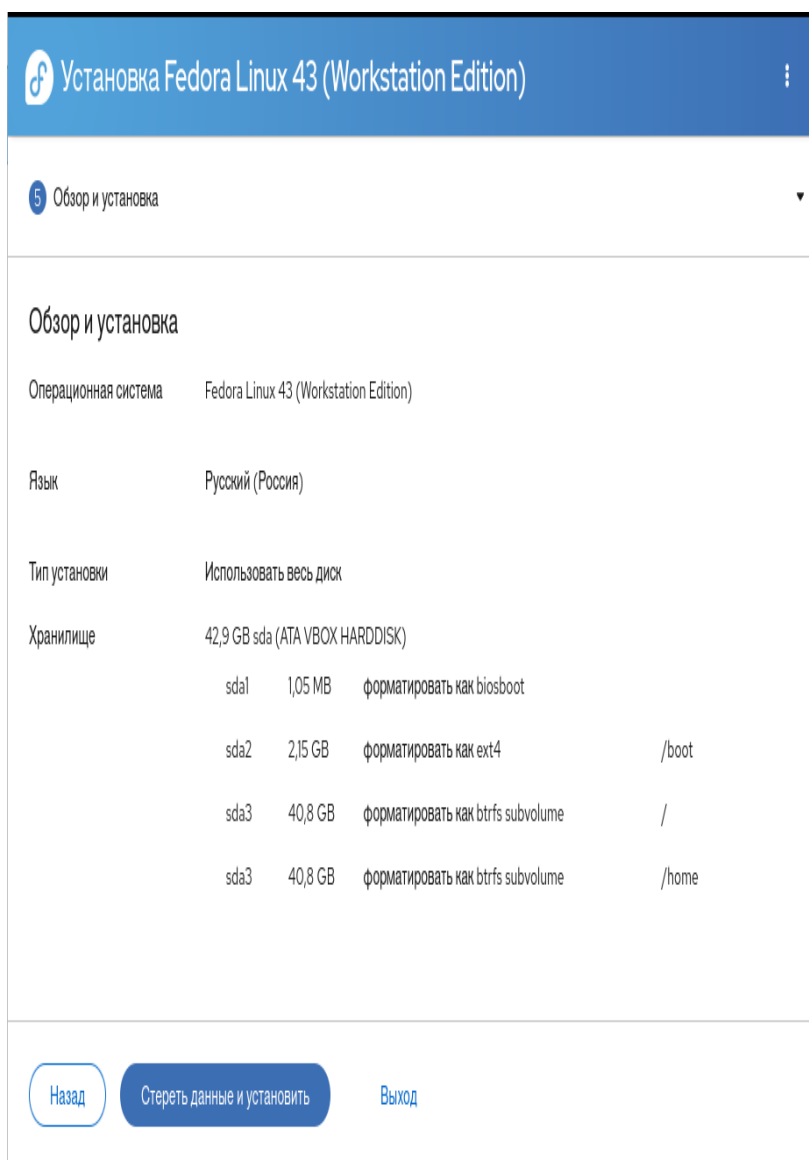 Установка Fedora Linux 43 (Workstation Edition)
5 Обзор и установка
Обзор и установка
Операционная система Fedora Linux 43 (Workstation Edition)
Язык Русский (Россия)
Тип установки Использовать весь диск
Хранилище 42,9 GB sda (ATA VBOX HARDDISK)
sda1 1,05 MB форматировать как biosboot
sda2 2,15 GB форматировать как ext4 /boot
sda3 40,8 GB форматировать как btrfs subvolume /
sda3 40,8 GB форматировать как btrfs subvolume /home
Назад Стереть данные и установить Выход